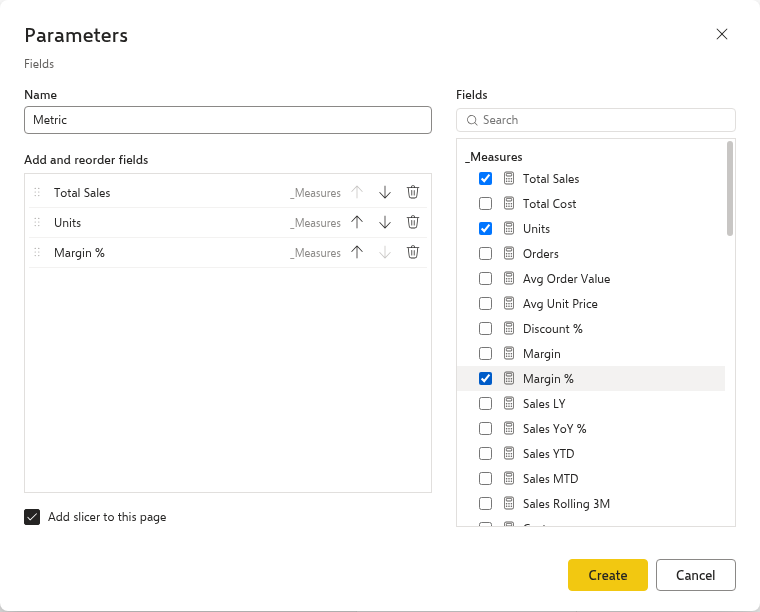 Parameters
Fields
Name
Metric
Add and reorder fields
Total Sales _Measures
Units _Measures
Margin % _Measures
Add slicer to this page
Fields
Search
_Measures
Total Sales
Total Cost
Units
Orders
Avg Order Value
Avg Unit Price
Discount %
Margin
Margin %
Sales LY
Sales YoY %
Sales YTD
Sales MTD
Sales Rolling 3M
Create Cancel